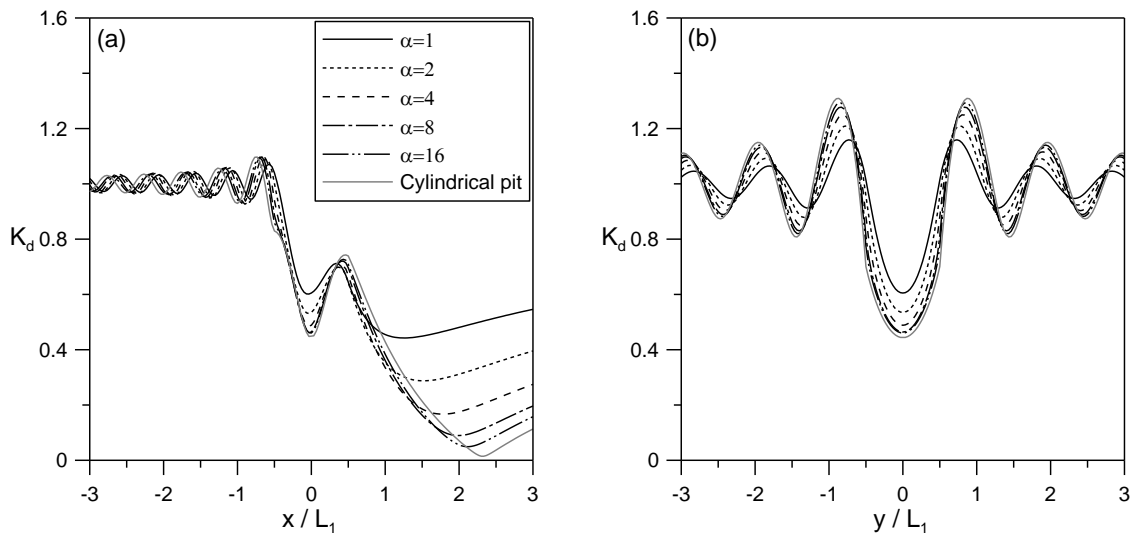 (a)
α=1
α=2
α=4
α=8
α=16
Cylindrical pit
1.6
1.2
K_d 0.8
0.4
0
-3 -2 -1 0 1 2 3
x / L_1
(b)
1.6
1.2
K_d 0.8
0.4
0
-3 -2 -1 0 1 2 3
y / L_1